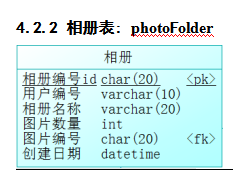 4.2.2 相册表: photoFolder
相册
相册编号id char(20) <pk>
用户编号 varchar(10)
相册名称 varchar(20)
图片数量 int
图片编号 char(20) <fk>
创建日期 datetime